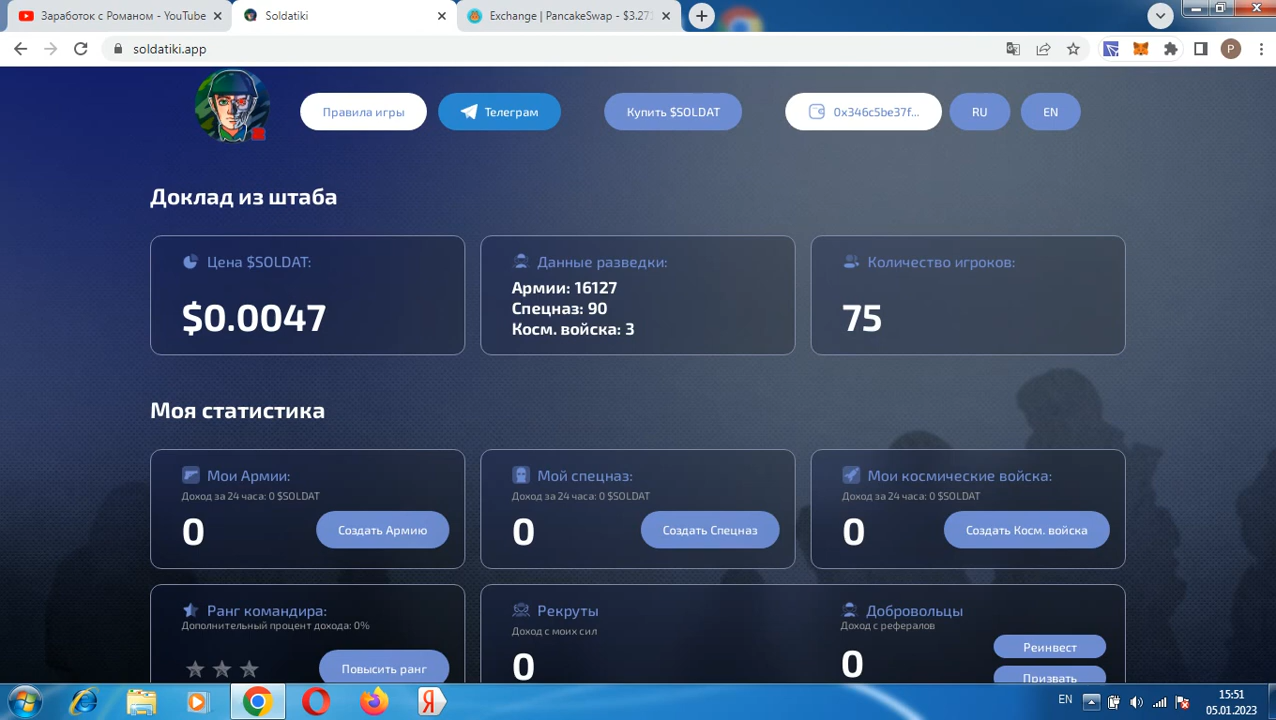 Заработок с Романом - YouTube
Soldatiki
Exchange | PancakeSwap - $3.27
soldatiki.app
P
Правила игры
Телеграм
Купить $SOLDAT
0x346c5be37f...
RU
EN
Доклад из штаба
Цена $SOLDAT:
$0.0047
Данные разведки:
Армии: 16127
Спецназ: 90
Косм. войска: 3
Количество игроков:
75
Моя статистика
Мои Армии:
Доход за 24 часа: 0 $SOLDAT
0
Создать Армию
Мой спецназ:
Доход за 24 часа: 0 $SOLDAT
0
Создать Спецназ
Мои космические войска:
Доход за 24 часа: 0 $SOLDAT
0
Создать Косм. войска
Ранг командира:
Дополнительный процент дохода: 0%
Повысить ранг
Рекруты
Доход с моих сил
0
Добровольцы
Доход с рефералов
0
Реинвест
Призвать
EN
15:51
05.01.2023